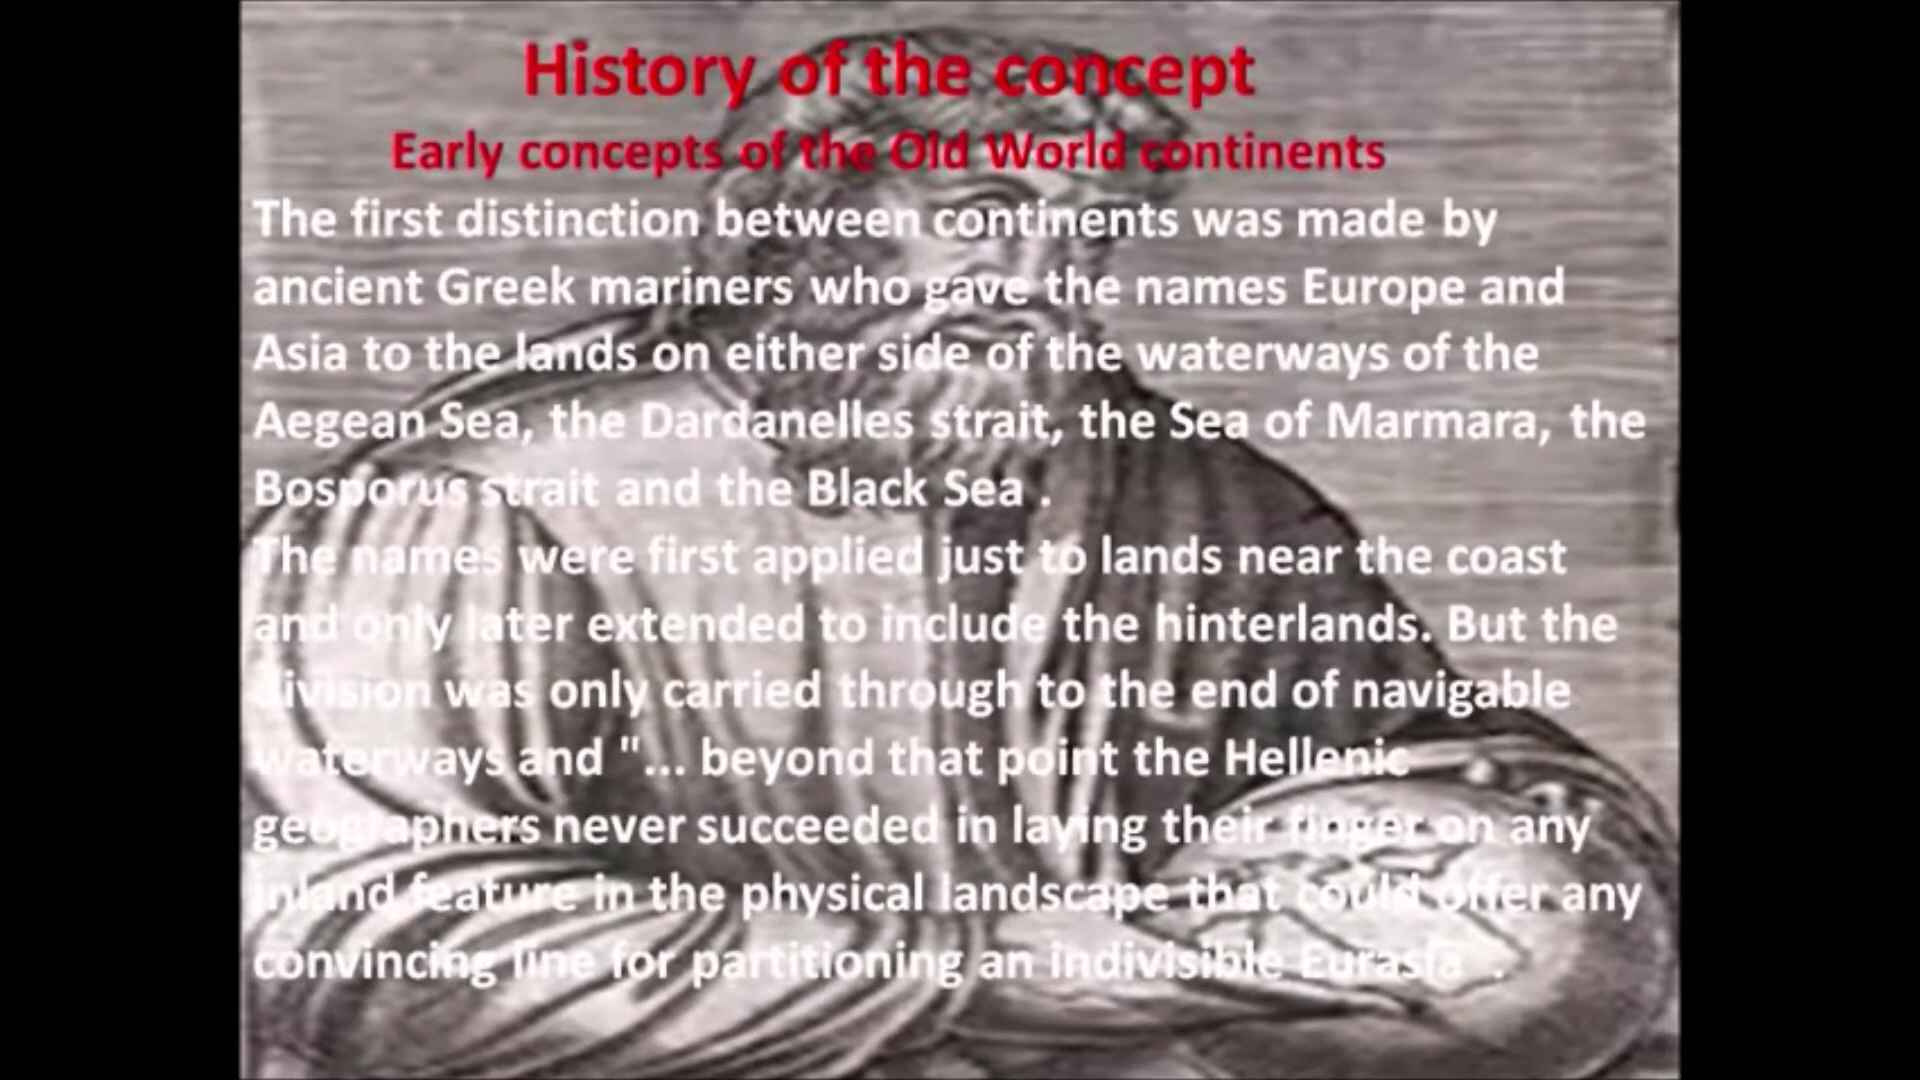 History of the concept
Early concepts of the Old World continents
The first distinction between continents was made by
ancient Greek mariners who gave the names Europe and
Asia to the lands on either side of the waterways of the
Aegean Sea, the Dardanelles strait, the Sea of Marmara, the
Bosporus strait and the Black Sea .
The names were first applied just to lands near the coast
and only later extended to include the hinterlands. But the
division was only carried through to the end of navigable
waterways and "... beyond that point the Hellenic
geographers never succeeded in laying their finger on any
inland feature in the physical landscape that could offer any
convincing line for partitioning an indivisible Eurasia .